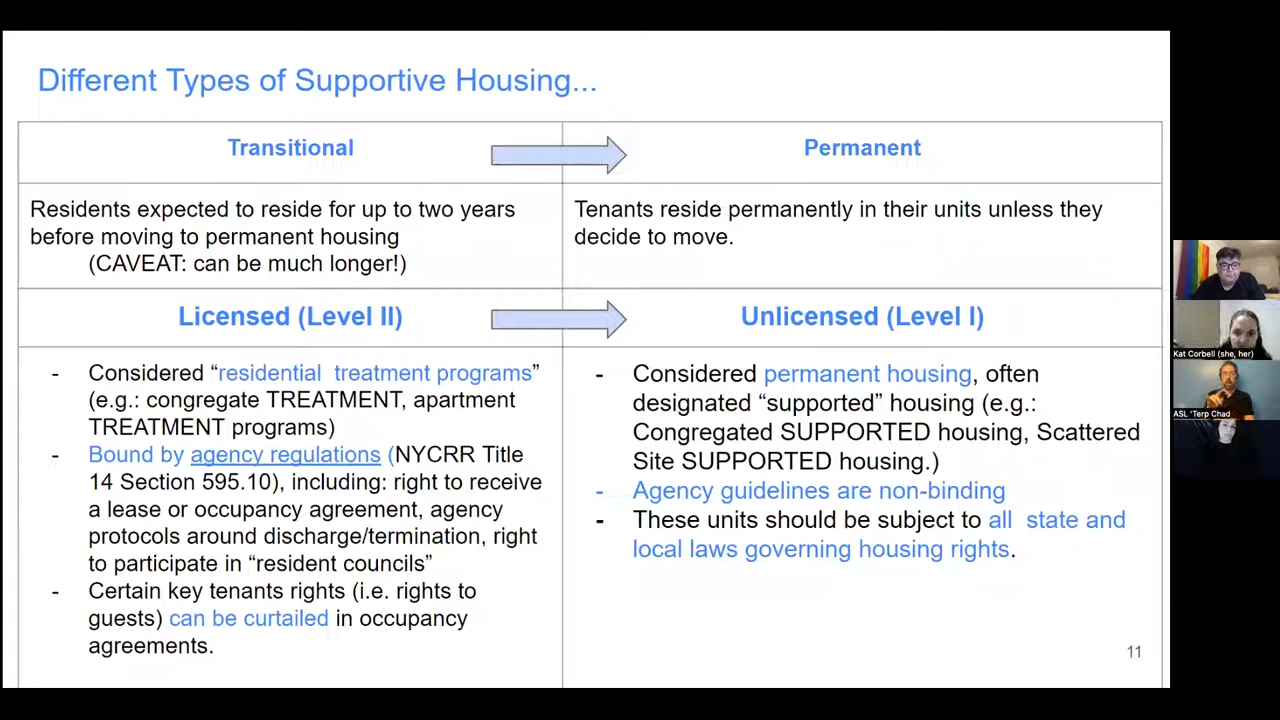 Different Types of Supportive Housing...
Transitional
Permanent
Residents expected to reside for up to two years
before moving to permanent housing
(CAVEAT: can be much longer!)
Tenants reside permanently in their units unless they
decide to move.
Licensed (Level II)
Unlicensed (Level I)
- Considered “residential treatment programs”
(e.g.: congregate TREATMENT, apartment
TREATMENT programs)
- Bound by agency regulations (NYCRR Title
14 Section 595.10), including: right to receive
a lease or occupancy agreement, agency
protocols around discharge/termination, right
to participate in “resident councils”
- Certain key tenants rights (i.e. rights to
guests) can be curtailed in occupancy
agreements.
- Considered permanent housing, often
designated “supported” housing (e.g.:
Congregated SUPPORTED housing, Scattered
Site SUPPORTED housing.)
- Agency guidelines are non-binding
- These units should be subject to all state and
local laws governing housing rights.
11
Kat Corbell (she, her)
ASL 'Terp Chad